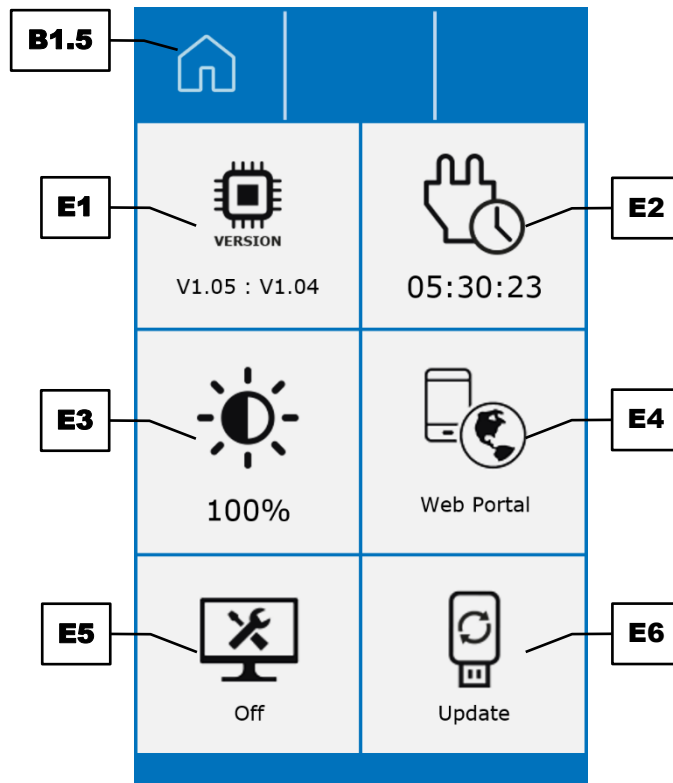 B1.5
E1
E2
VERSION
V1.05 : V1.04
05:30:23
E3
E4
100%
Web Portal
E5
E6
Off
Update